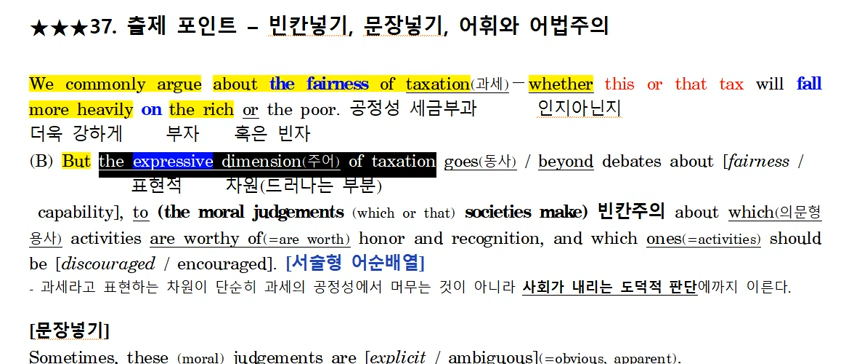 ★★★37. 출제 포인트 – 빈칸넣기, 문장넣기, 어휘와 어법주의
We commonly argue about the fairness of taxation(과세)—whether this or that tax will fall
more heavily on the rich or the poor. 공정성 세금부과 인지아닌지
더욱 강하게 부자 혹은 빈자
(B) But the expressive dimension(주어) of taxation goes(동사) / beyond debates about [fairness /
표현적 차원(드러나는 부분)
capability], to (the moral judgements (which or that) societies make) 빈칸주의 about which(의문형
용사) activities are worthy of(=are worth) honor and recognition, and which ones(=activities) should
be [discouraged / encouraged]. [서술형 어순배열]
- 과세라고 표현하는 차원이 단순히 과세의 공정성에서 머무는 것이 아니라 사회가 내리는 도덕적 판단에까지 이른다.
[문장넣기]
Sometimes, these (moral) judgements are [explicit / ambiguous](=obvious, apparent).